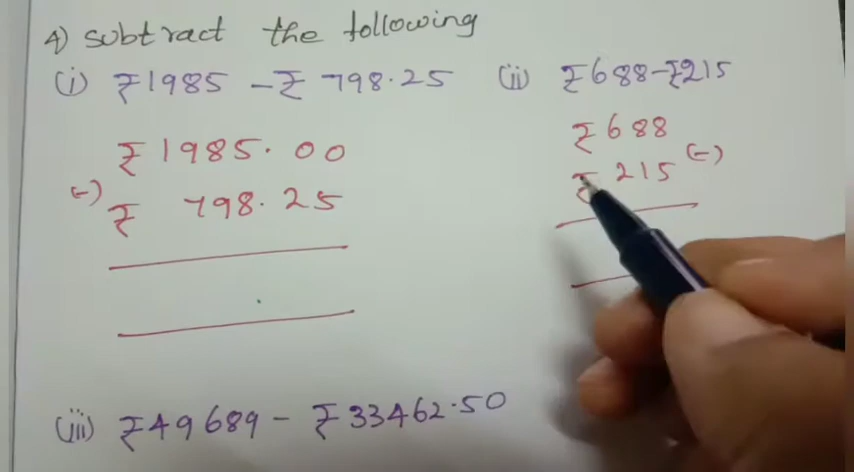 4) subtract the following
(i) ₹1985 - ₹ 798.25
(ii) ₹688-₹215
₹1985.00
(-) ₹ 798.25
₹688
₹ 215 (-)
(iii) ₹49689 - ₹33462.50